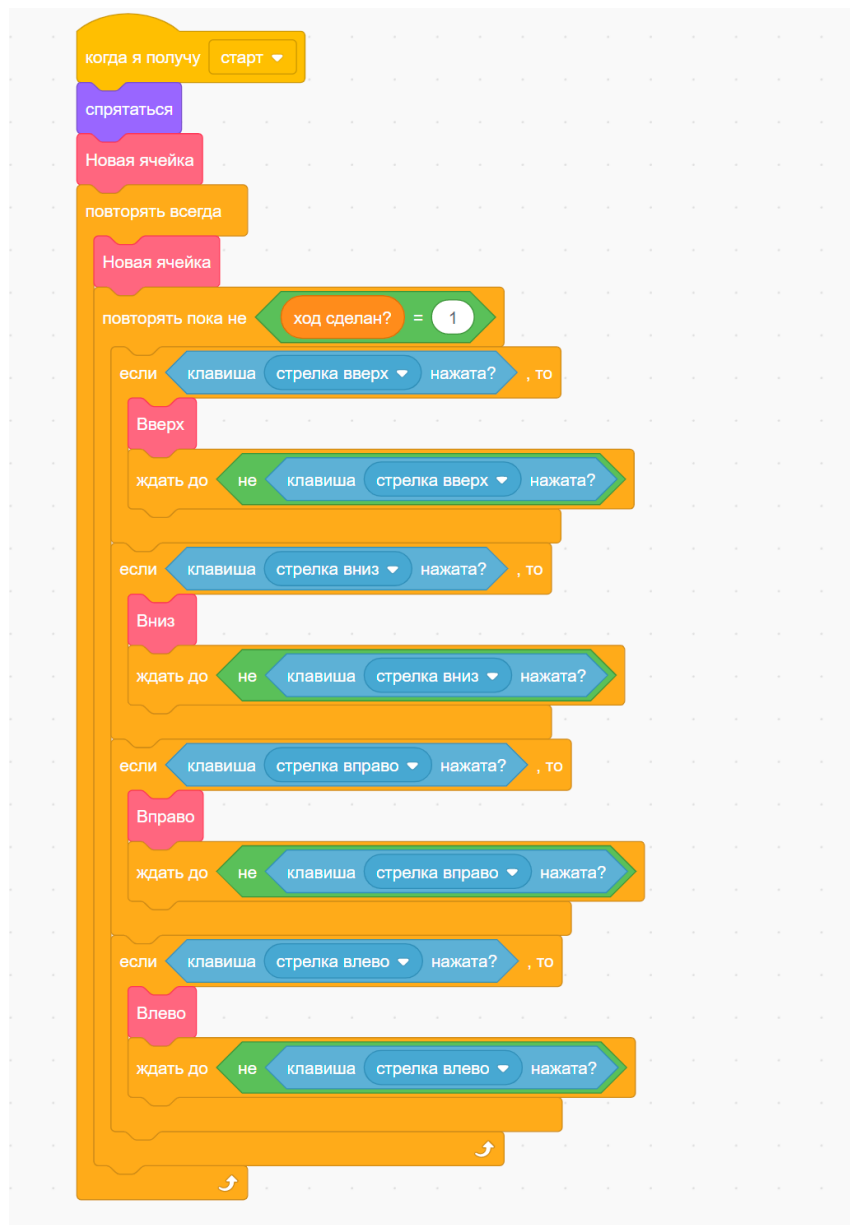 когда я получу старт
спрятаться
Новая ячейка
повторять всегда
Новая ячейка
повторять пока не ход сделан? = 1
если клавиша стрелка вверх нажата? , то
Вверх
ждать до не клавиша стрелка вверх нажата?
если клавиша стрелка вниз нажата? , то
Вниз
ждать до не клавиша стрелка вниз нажата?
если клавиша стрелка вправо нажата? , то
Вправо
ждать до не клавиша стрелка вправо нажата?
если клавиша стрелка влево нажата? , то
Влево
ждать до не клавиша стрелка влево нажата?